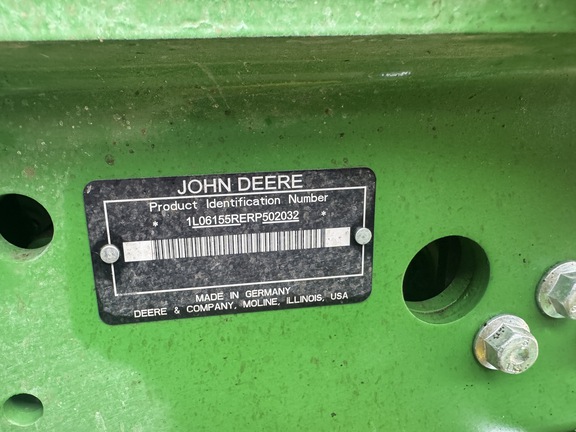 JOHN DEERE
Product Identification Number
* 1L06155RERP502032 *
MADE IN GERMANY
DEERE & COMPANY, MOLINE, ILLINOIS, USA